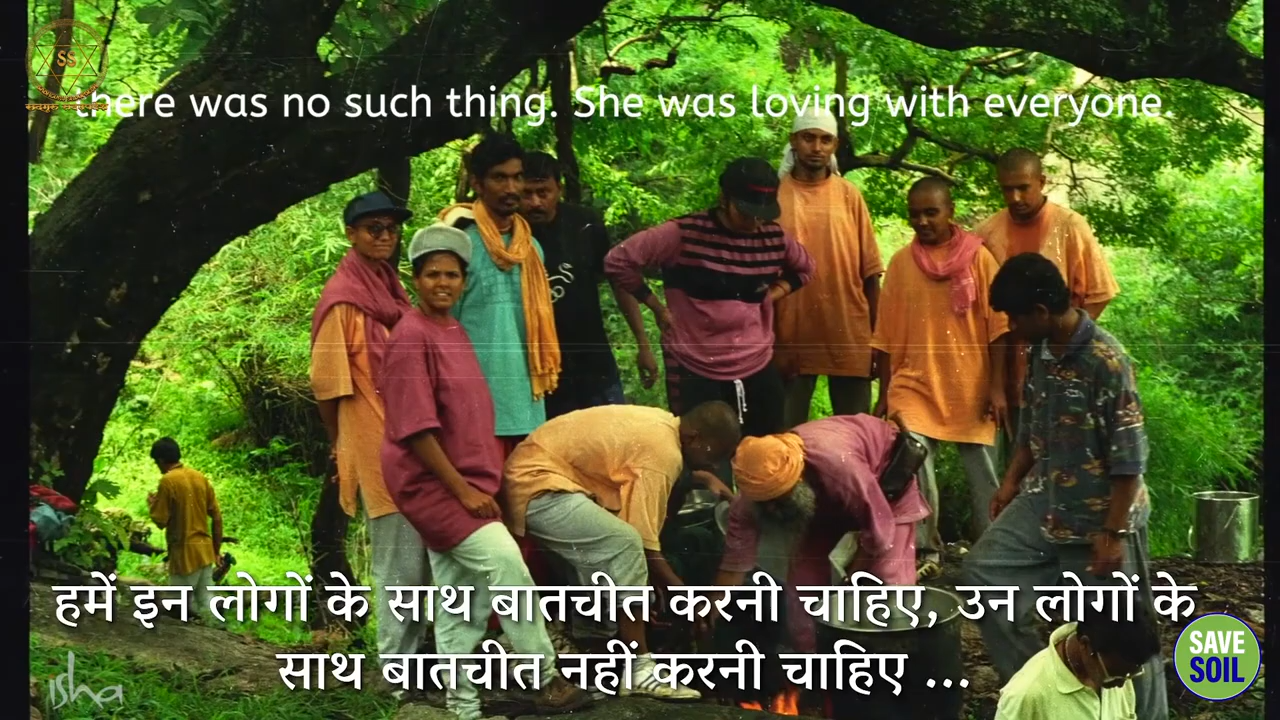 SS
there was no such thing. She was loving with everyone.
हमें इन लोगों के साथ बातचीत करनी चाहिए, उन लोगों के
साथ बातचीत नहीं करनी चाहिए ...
isha
SAVE
SOIL